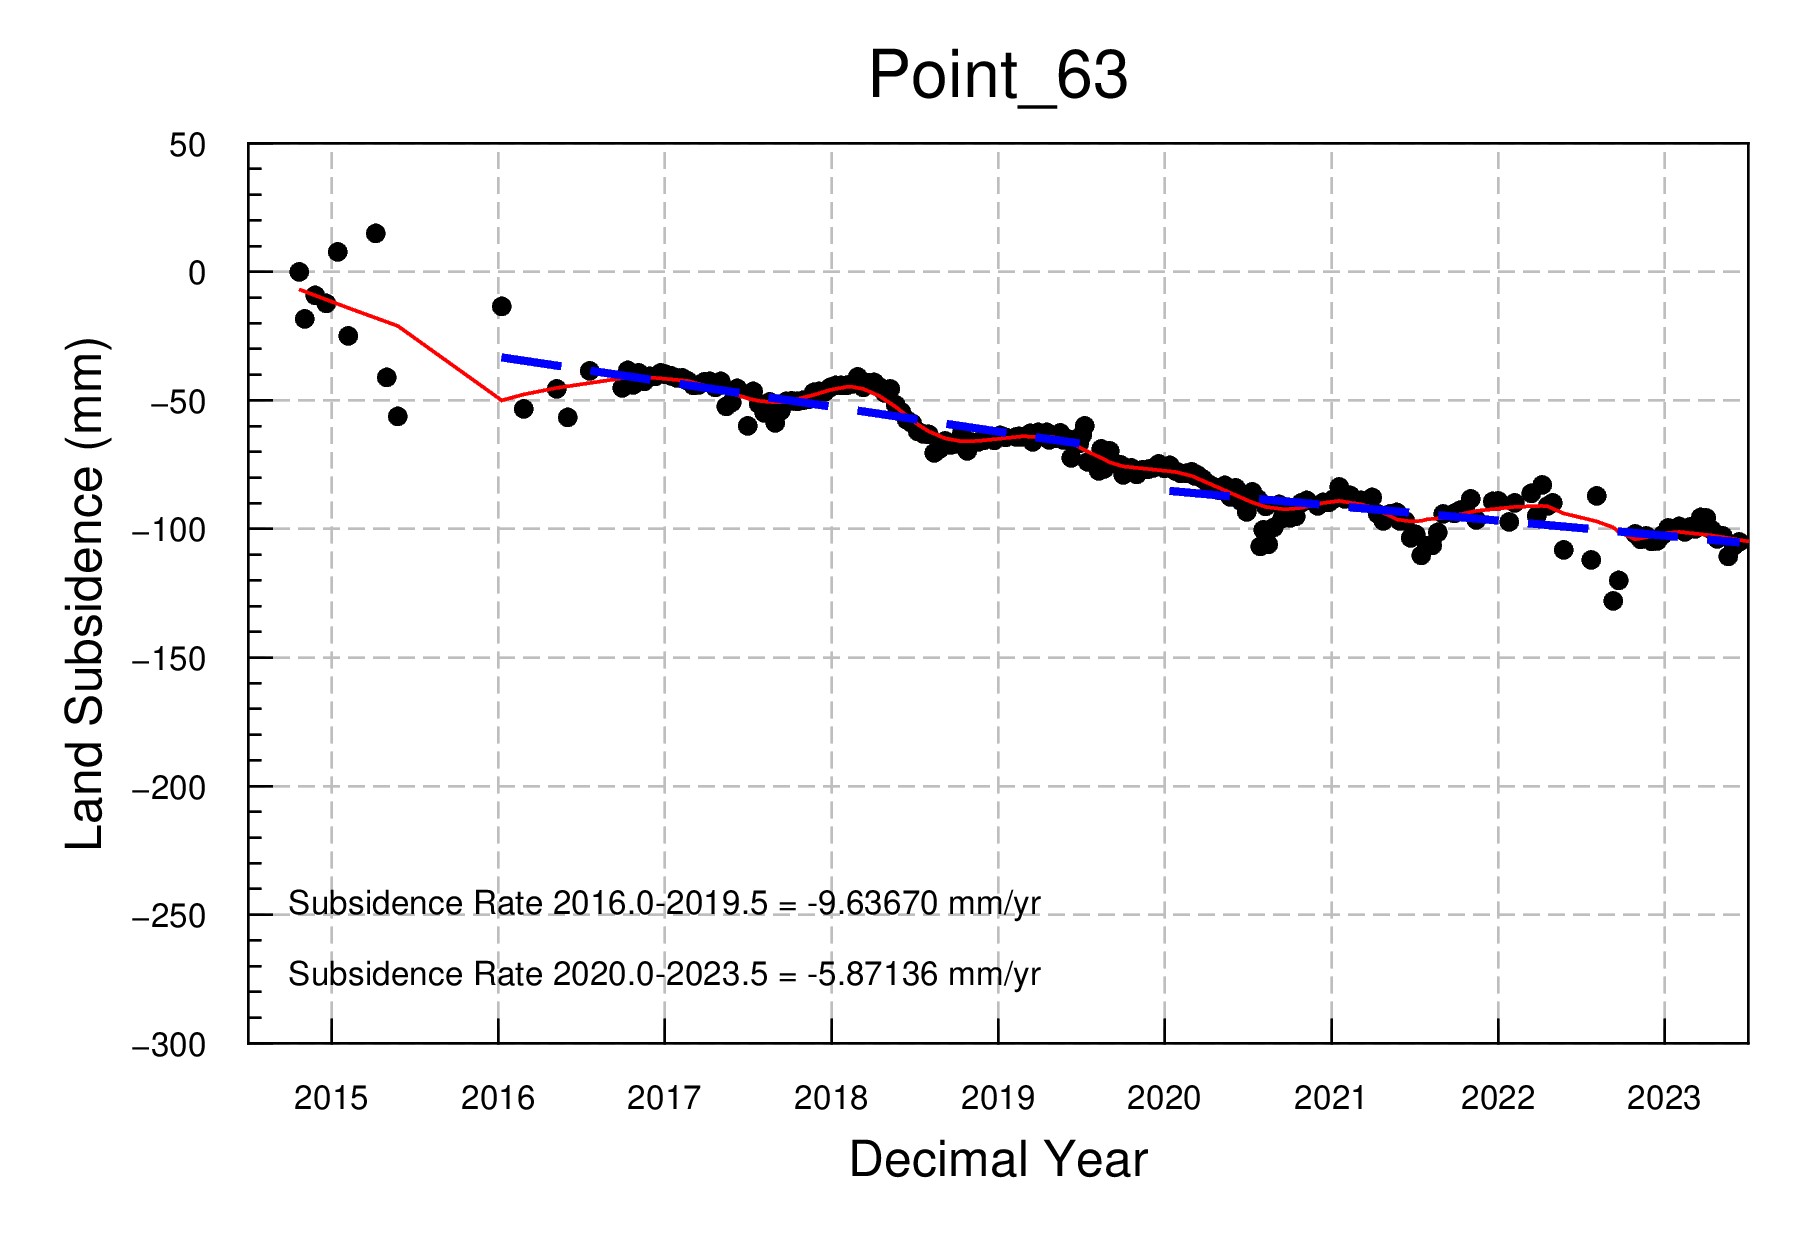 Point_63
50
0
−50
−100
−150
−200
−250
−300
Land Subsidence (mm)
Subsidence Rate 2016.0-2019.5 = -9.63670 mm/yr
Subsidence Rate 2020.0-2023.5 = -5.87136 mm/yr
2015 2016 2017 2018 2019 2020 2021 2022 2023
Decimal Year